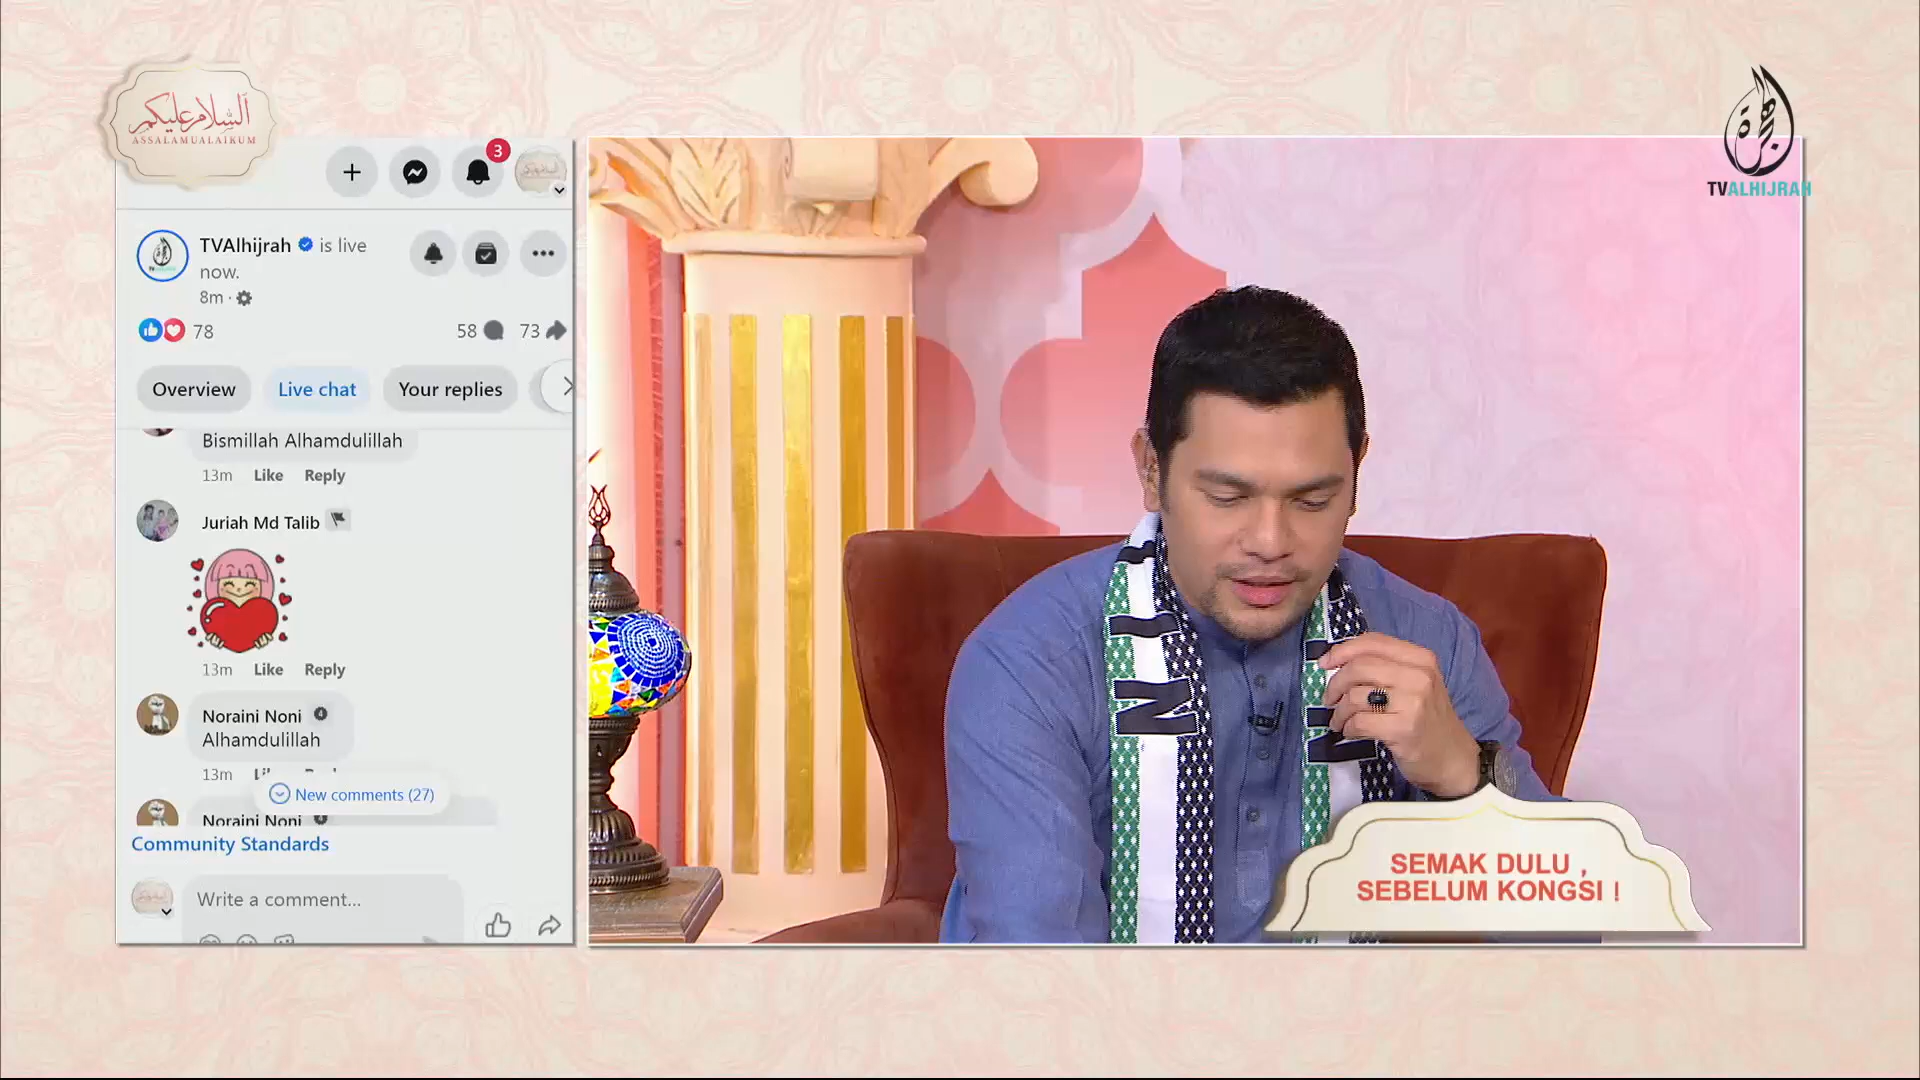 السلام عليكم
ASSALAMUALAIKUM
هجرة
TVALHIJRAH
3
TVAlhijrah is live
now.
8m
78
58
73
Overview
Live chat
Your replies
Bismillah Alhamdulillah
13m Like Reply
Juriah Md Talib
13m Like Reply
Noraini Noni
Alhamdulillah
13m
New comments (27)
Noraini Noni
Community Standards
Write a comment...
SEMAK DULU ,
SEBELUM KONGSI !